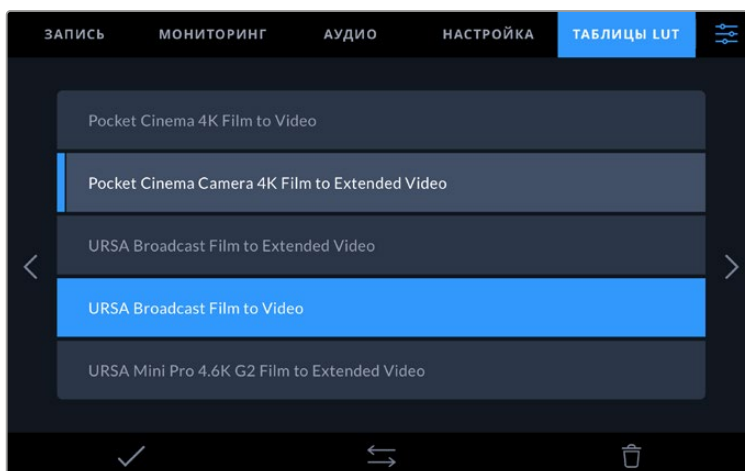 ЗАПИСЬ МОНИТОРИНГ АУДИО НАСТРОЙКА ТАБЛИЦЫ LUT
Pocket Cinema 4K Film to Video
Pocket Cinema Camera 4K Film to Extended Video
URSA Broadcast Film to Extended Video
URSA Broadcast Film to Video
URSA Mini Pro 4.6K G2 Film to Extended Video